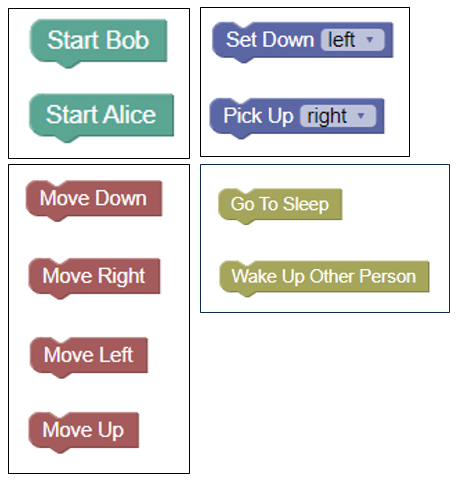 Start Bob
Start Alice
Set Down left
Pick Up right
Move Down
Move Right
Move Left
Move Up
Go To Sleep
Wake Up Other Person